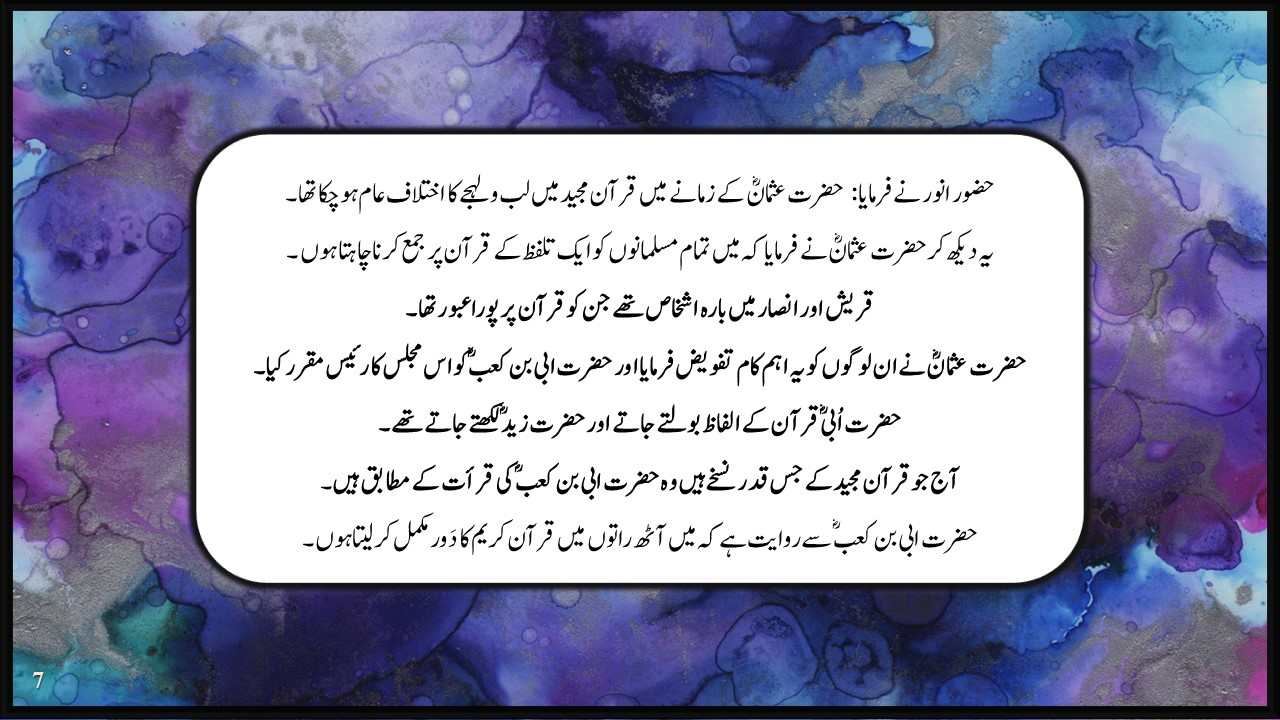 حضور انور نے فرمایا: حضرت عثمانؓ کے زمانے میں قرآن مجید میں لب و لہجے کا اختلاف عام ہو چکا تھا۔
یہ دیکھ کر حضرت عثمانؓ نے فرمایا کہ میں تمام مسلمانوں کو ایک تلفظ کے قرآن پر جمع کرنا چاہتا ہوں ۔
قریش اور انصار میں بارہ اشخاص تھے جن کو قرآن پر پورا عبور تھا۔
حضرت عثمانؓ نے ان لوگوں کو یہ اہم کام تفویض فرمایا اور حضرت ابی بن کعبؓ کو اس مجلس کا رئیس مقرر کیا۔
حضرت اُبیؓ قرآن کے الفاظ بولتے جاتے اور حضرت زیدؓ لکھتے جاتے تھے۔
آج جو قرآن مجید کے جس قدر نسخے ہیں وہ حضرت ابی بن کعبؓ کی قرأت کے مطابق ہیں۔
حضرت ابی بن کعبؓ سے روایت ہے کہ میں آٹھ راتوں میں قرآن کریم کا دَور مکمل کر لیتا ہوں۔
7